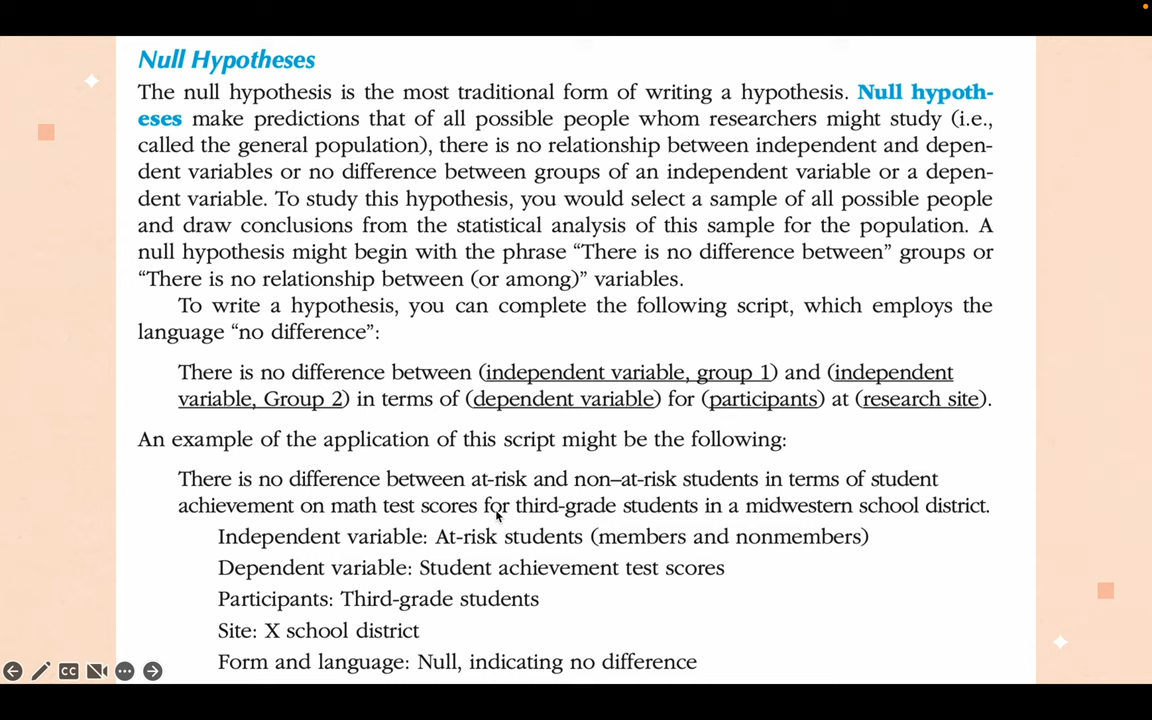 Null Hypotheses
The null hypothesis is the most traditional form of writing a hypothesis. Null hypoth-
eses make predictions that of all possible people whom researchers might study (i.e.,
called the general population), there is no relationship between independent and depen-
dent variables or no difference between groups of an independent variable or a depen-
dent variable. To study this hypothesis, you would select a sample of all possible people
and draw conclusions from the statistical analysis of this sample for the population. A
null hypothesis might begin with the phrase “There is no difference between” groups or
“There is no relationship between (or among)” variables.
To write a hypothesis, you can complete the following script, which employs the
language “no difference”:
There is no difference between (independent variable, group 1) and (independent
variable, Group 2) in terms of (dependent variable) for (participants) at (research site).
An example of the application of this script might be the following:
There is no difference between at-risk and non–at-risk students in terms of student
achievement on math test scores for third-grade students in a midwestern school district.
Independent variable: At-risk students (members and nonmembers)
Dependent variable: Student achievement test scores
Participants: Third-grade students
Site: X school district
Form and language: Null, indicating no difference
CC